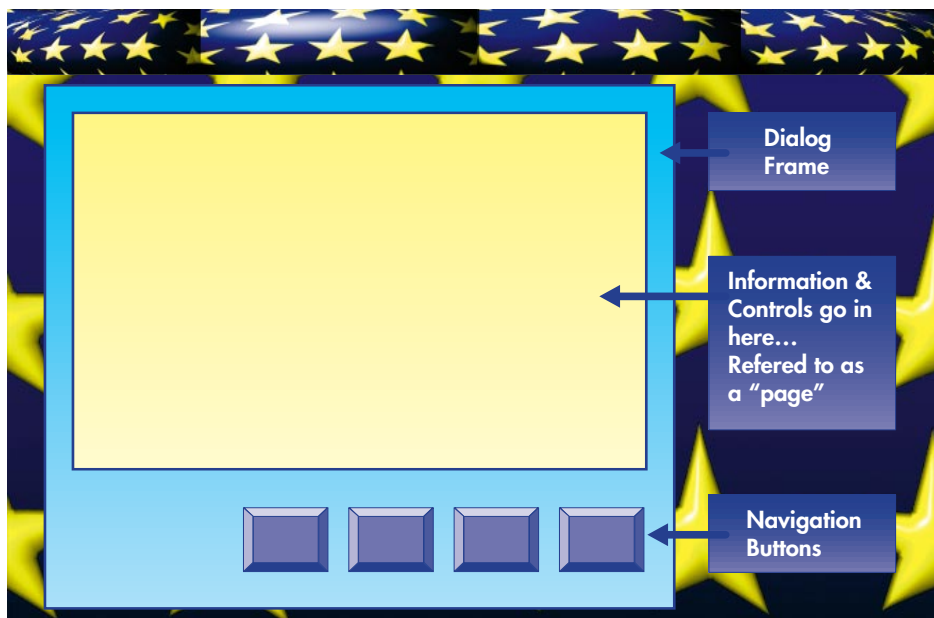 Dialog
Frame
Information &
Controls go in
here…
Refered to as
a “page”
Navigation
Buttons